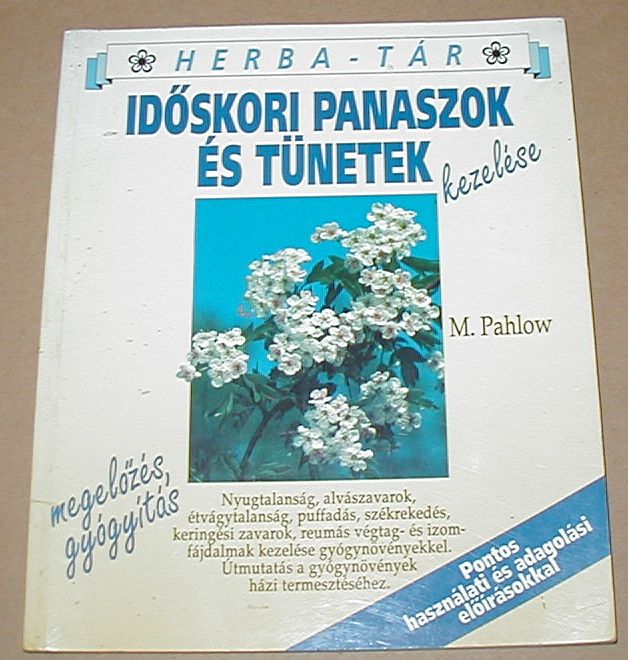 HERBA-TÁR
IDŐSKORI PANASZOK
ÉS TÜNETEK
kezelése
M. Pahlow
megelőzés,
gyógyítás
Nyugtalanság, alvászavarok,
étvágytalanság, puffadás, székrekedés,
keringési zavarok, reumás végtag- és izom-
fájdalmak kezelése gyógynövényekkel.
Útmutatás a gyógynövények
házi termesztéséhez.
Pontos
használati és adagolási
előírásokkal